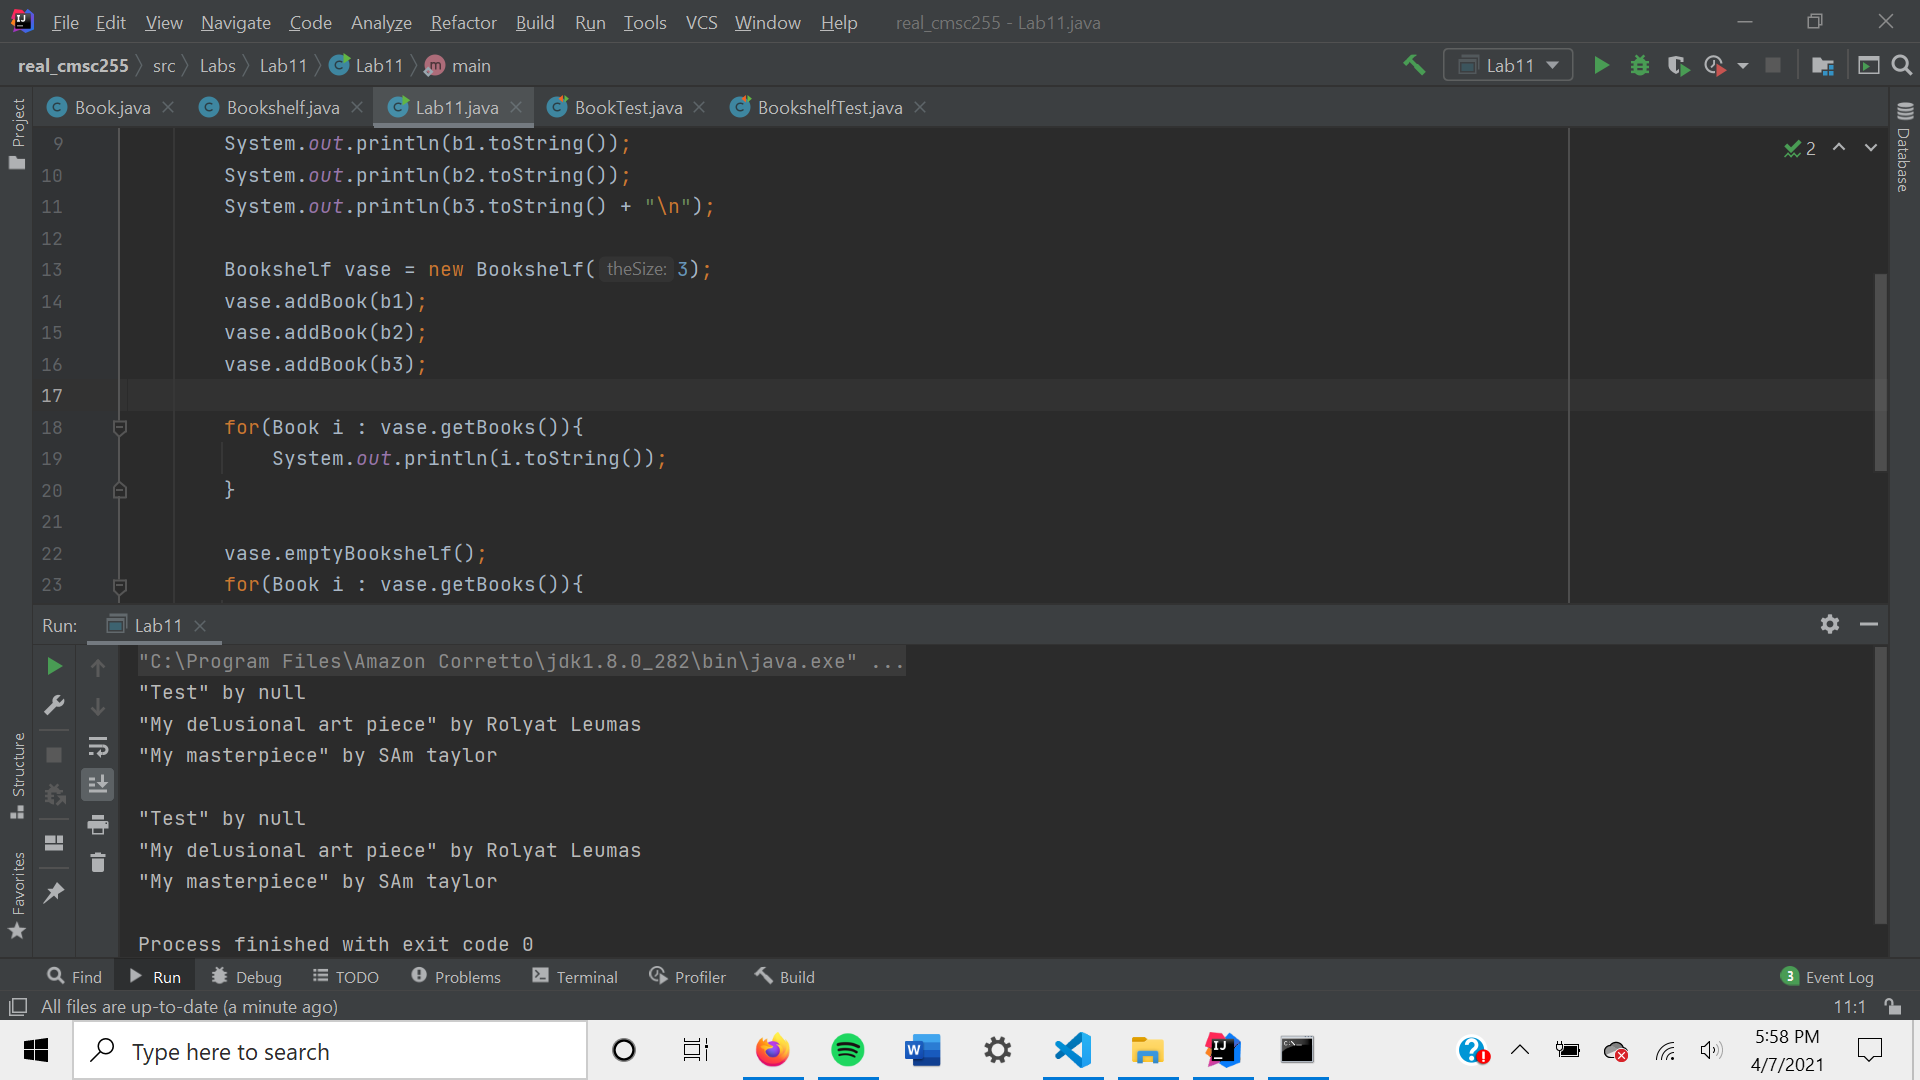 File Edit View Navigate Code Analyze Refactor Build Run Tools VCS Window Help real_cmsc255 - Lab11.java
real_cmsc255 src Labs Lab11 Lab11 main Lab11
Book.java Bookshelf.java Lab11.java BookTest.java BookshelfTest.java
Project
Database
2
9 System.out.println(b1.toString());
10 System.out.println(b2.toString());
11 System.out.println(b3.toString() + "\n");
12
13 Bookshelf vase = new Bookshelf( theSize: 3);
14 vase.addBook(b1);
15 vase.addBook(b2);
16 vase.addBook(b3);
17
18 for(Book i : vase.getBooks()){
19 System.out.println(i.toString());
20 }
21
22 vase.emptyBookshelf();
23 for(Book i : vase.getBooks()){
Run: Lab11
"C:\Program Files\Amazon Corretto\jdk1.8.0_282\bin\java.exe" ...
"Test" by null
"My delusional art piece" by Rolyat Leumas
"My masterpiece" by SAm taylor
"Test" by null
"My delusional art piece" by Rolyat Leumas
"My masterpiece" by SAm taylor
Process finished with exit code 0
Structure
Favorites
Find Run Debug TODO Problems Terminal Profiler Build 3 Event Log
All files are up-to-date (a minute ago) 11:1
Type here to search
5:58 PM
4/7/2021